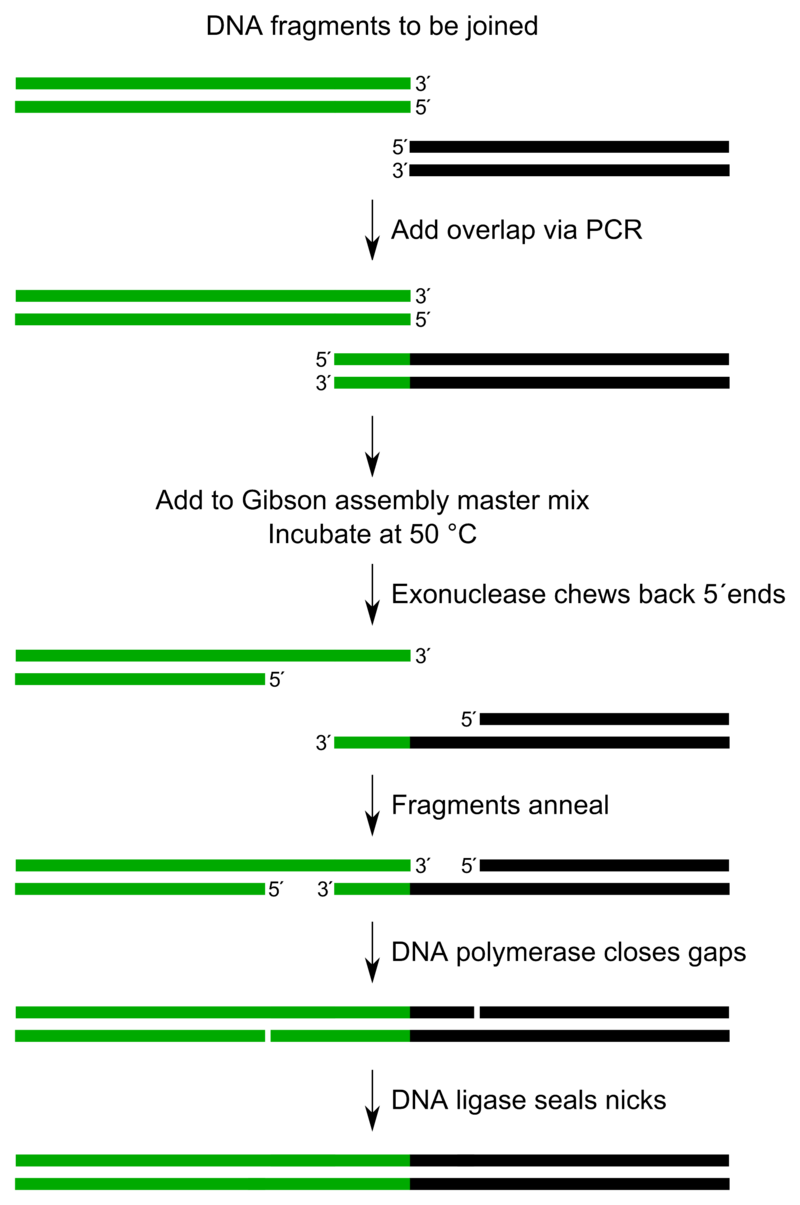 DNA fragments to be joined
3´
5´
5´
3´
Add overlap via PCR
3´
5´
5´
3´
Add to Gibson assembly master mix
Incubate at 50 °C
Exonuclease chews back 5´ends
3´
5´
5´
3´
Fragments anneal
3´ 5´
5´ 3´
DNA polymerase closes gaps
DNA ligase seals nicks